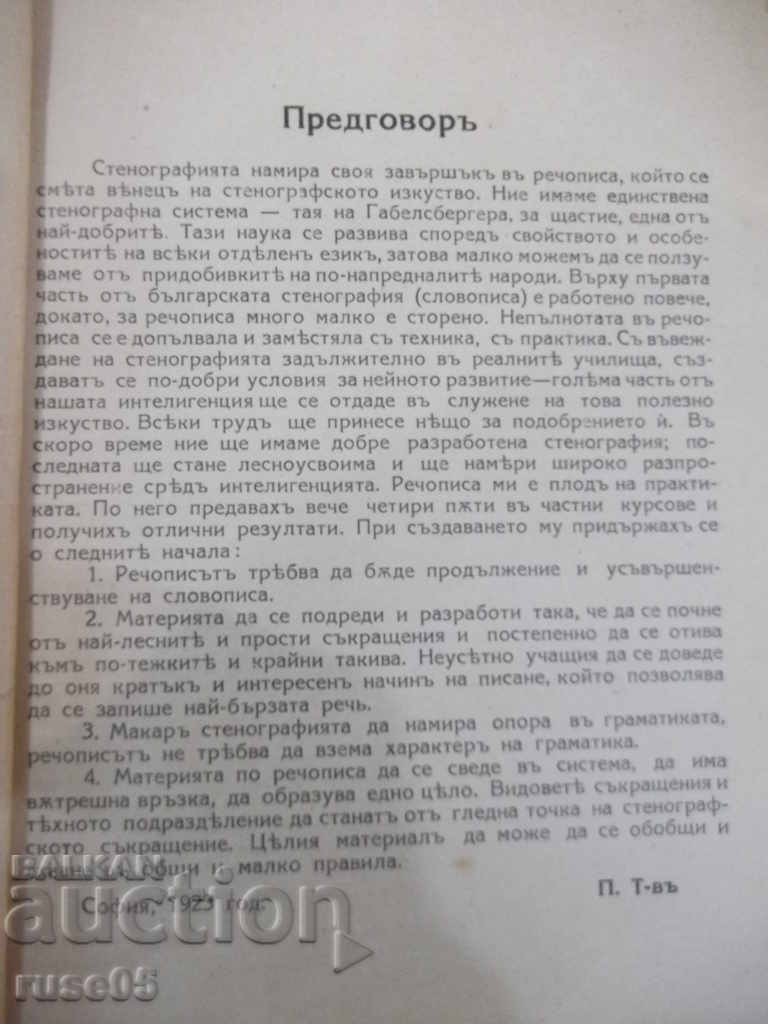 Предговоръ
Стенографията намира своя завършъкъ въ речописа, който се
смѣта вѣнецъ на стенографското изкуство. Ние имаме единствена
стенографна система — тая на Габелсбергера, за щастие, една отъ
най-добритѣ. Тази наука се развива споредъ свойството и особе-
ноститѣ на всѣки отдѣленъ езикъ, затова малко можемъ да се ползу-
ваме отъ придобивкитѣ на по-напредналитѣ народи. Върху първата
часть отъ българската стенография (словописа) е работено повече,
докато, за речописа много малко е сторено. Непълнотата въ речо-
писа се е допълвала и замѣстяла съ техника, съ практика. Съ въвеж-
дане на стенографията задължително въ реалнитѣ училища, съз-
даватъ се по-добри условия за нейното развитие—голѣма часть отъ
нашата интелигенция ще се отдаде въ служене на това полезно
изкуство. Всѣки трудъ ще принесе нѣщо за подобрението ѝ. Въ
скоро време ние ще имаме добре разработена стенография; по-
следната ще стане лесноусвоима и ще намѣри широко разпро-
странение срѣдъ интелигенцията. Речописа ми е плодъ на практи-
ката. По него предавахъ вече четири пѫти въ частни курсове и
получихъ отлични резултати. При създаването му придържахъ се
о следнитѣ начала:
1. Речописътъ трѣбва да бѫде продължение и усъвършен-
ствуване на словописа.
2. Материята да се подреди и разработи така, че да се почне
отъ най-леснитѣ и прости съкращения и постепенно да се отива
къмъ по-тежкитѣ и крайни такива. Неусѣтно учащия да се доведе
до оня кратъкъ и интересенъ начинъ на писане, който позволява
да се запише най-бързата речь.
3. Макаръ стенографията да намира опора въ граматиката,
речописътъ не трѣбва да взема характеръ на граматика.
4. Материята по речописа да се сведе въ система, да има
вѫтрешна връзка, да образува едно цѣло. Видоветѣ съкращения и
тѣхното подраздѣление да станатъ отъ гледна точка на стенограф-
ското съкращение. Цѣлия материалъ да може да се обобщи и
общи и малко правила.
П. Т-въ
София, 1923 год.
BALKAN
auction
ruse05